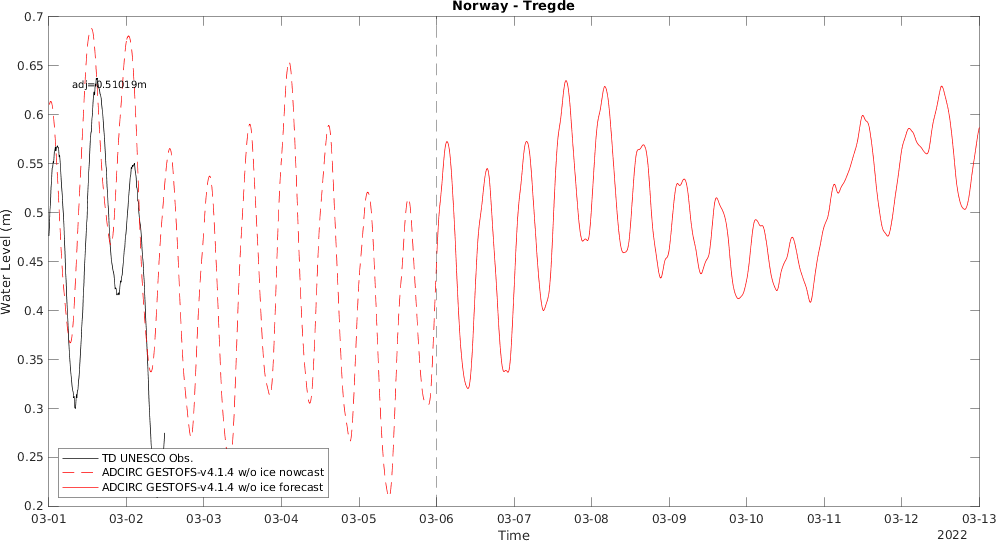 Norway - Tregde
0.7
0.65
0.6
0.55
0.5
0.45
0.4
0.35
0.3
0.25
0.2
Water Level (m)
adj=0.51019m
TD UNESCO Obs.
ADCIRC GESTOFS-v4.1.4 w/o ice nowcast
ADCIRC GESTOFS-v4.1.4 w/o ice forecast
03-01 03-02 03-03 03-04 03-05 03-06 03-07 03-08 03-09 03-10 03-11 03-12 03-13
Time
2022